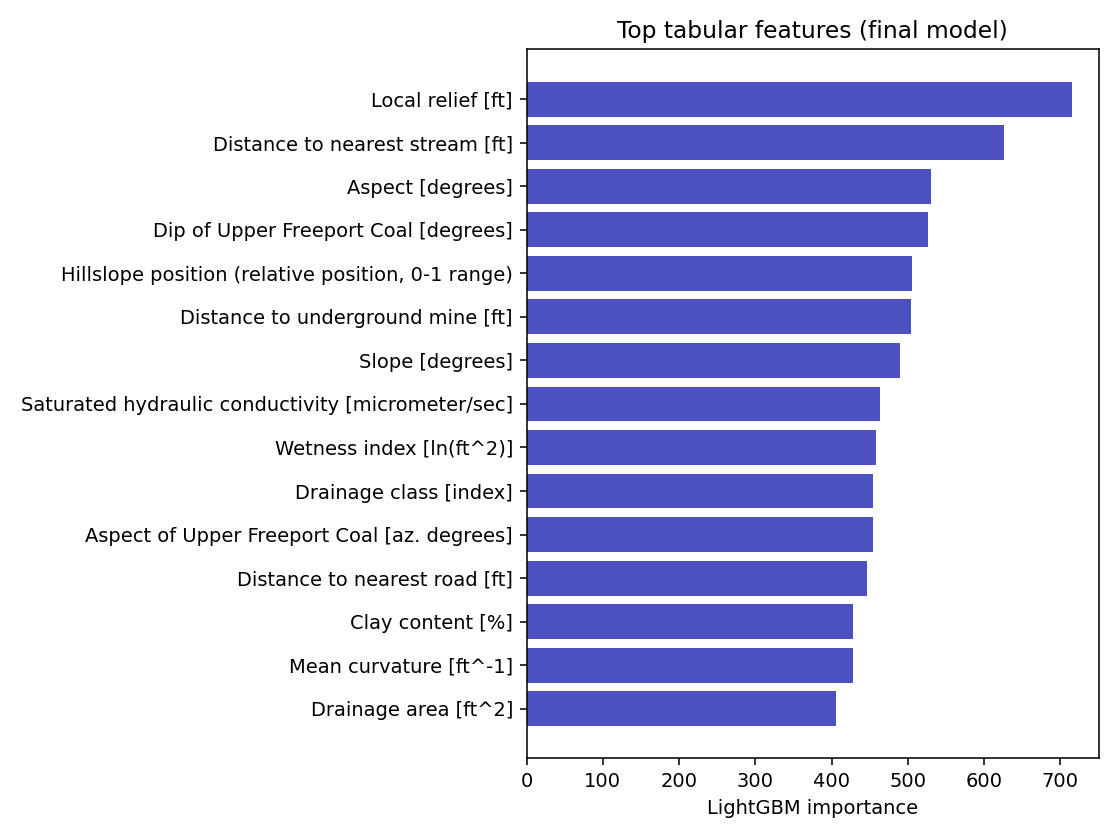 Top tabular features (final model)
Local relief [ft]
Distance to nearest stream [ft]
Aspect [degrees]
Dip of Upper Freeport Coal [degrees]
Hillslope position (relative position, 0-1 range)
Distance to underground mine [ft]
Slope [degrees]
Saturated hydraulic conductivity [micrometer/sec]
Wetness index [ln(ft^2)]
Drainage class [index]
Aspect of Upper Freeport Coal [az. degrees]
Distance to nearest road [ft]
Clay content [%]
Mean curvature [ft^-1]
Drainage area [ft^2]
0 100 200 300 400 500 600 700
LightGBM importance